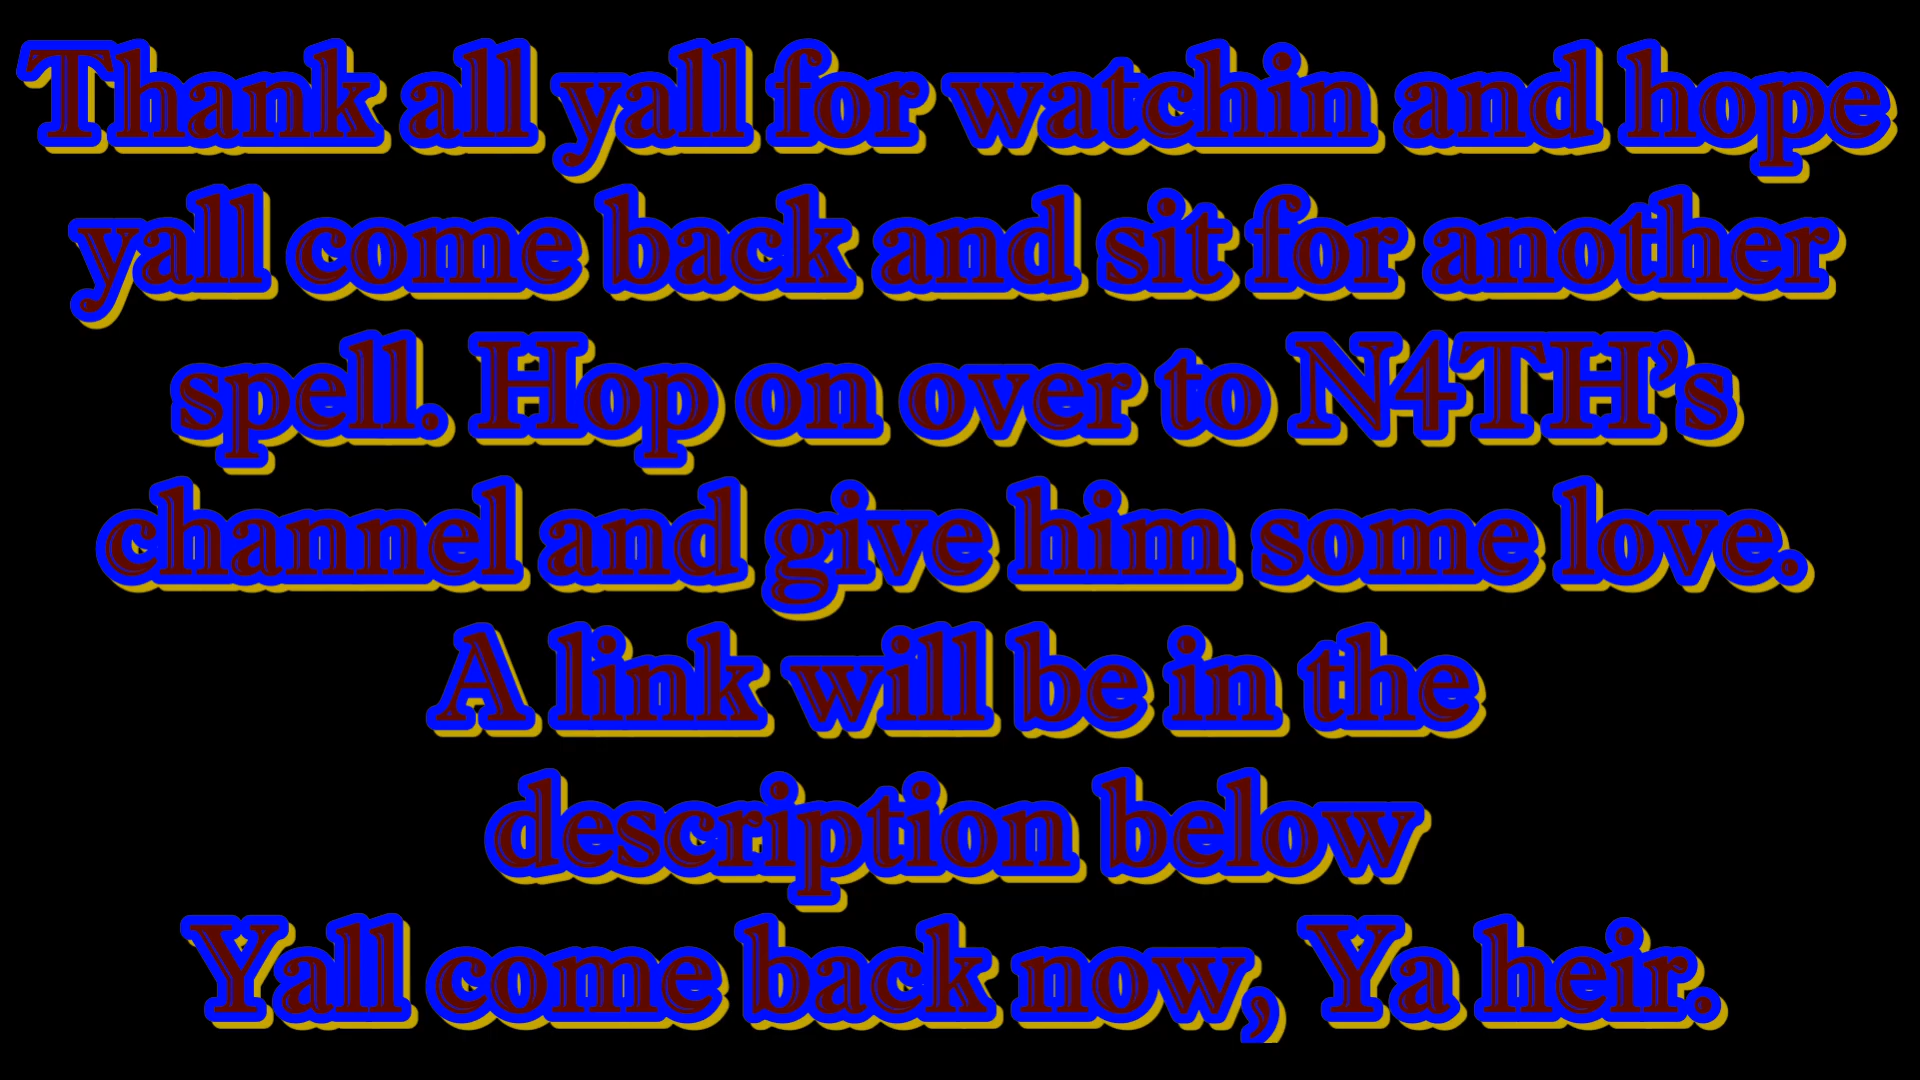 Thank all yall for watchin and hope
yall come back and sit for another
spell. Hop on over to N4TH's
channel and give him some love.
A link will be in the
description below
Yall come back now, Ya heir.